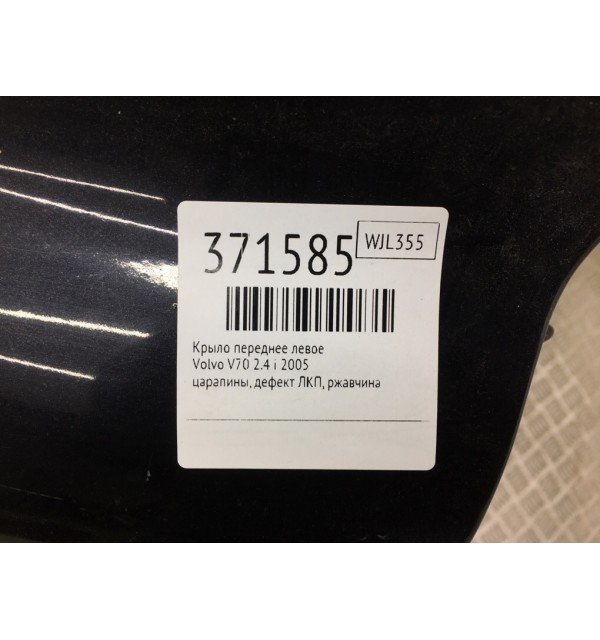 371585 WJL355
Крыло переднее левое
Volvo V70 2.4 i 2005
царапины, дефект ЛКП, ржавчина